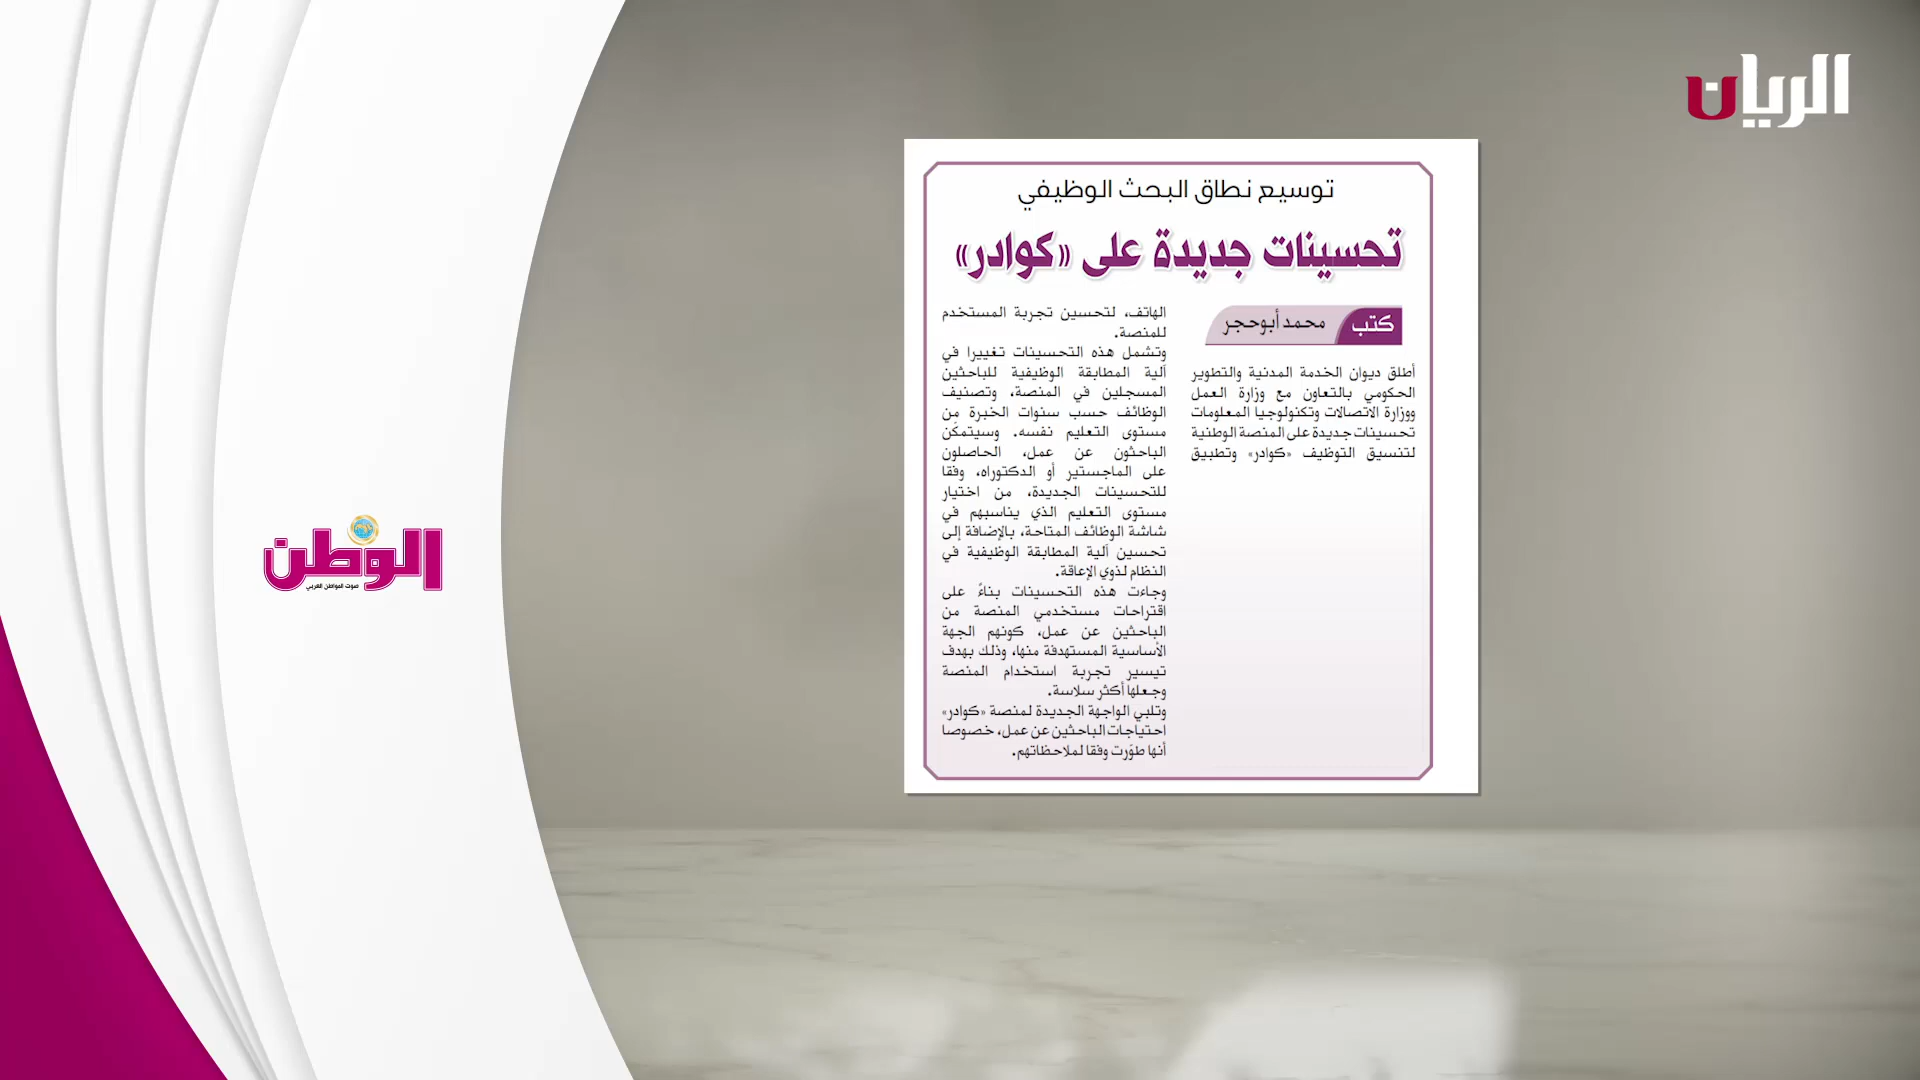 الريان
توسيع نطاق البحث الوظيفي
تحسينات جديدة على «كوادر»
كتب محمد أبوحجر
أطلق ديوان الخدمة المدنية والتطوير
الحكومي بالتعاون مع وزارة العمل
ووزارة الاتصالات وتكنولوجيا المعلومات
تحسينات جديدة على المنصة الوطنية
لتنسيق التوظيف «كوادر» وتطبيق
الهاتف، لتحسين تجربة المستخدم
للمنصة.
وتشمل هذه التحسينات تغييرا في
آلية المطابقة الوظيفية للباحثين
المسجلين في المنصة، وتصنيف
الوظائف حسب سنوات الخبرة من
مستوى التعليم نفسه. وسيتمكّن
الباحثون عن عمل، الحاصلون
على الماجستير أو الدكتوراه، وفقا
للتحسينات الجديدة، من اختيار
مستوى التعليم الذي يناسبهم في
شاشة الوظائف المتاحة، بالإضافة إلى
تحسين آلية المطابقة الوظيفية في
النظام لذوي الإعاقة.
وجاءت هذه التحسينات بناءً على
اقتراحات مستخدمي المنصة من
الباحثين عن عمل، كونهم الجهة
الأساسية المستهدفة منها، وذلك بهدف
تيسير تجربة استخدام المنصة
وجعلها أكثر سلاسة.
وتلبي الواجهة الجديدة لمنصة «كوادر»
احتياجات الباحثين عن عمل، خصوصا
أنها طوّرت وفقا لملاحظاتهم.
الوطن
صوت المواطن العربي